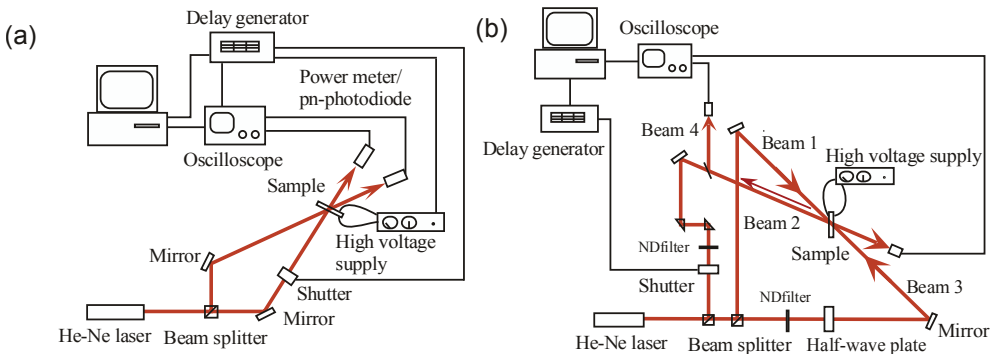 (a)
Delay generator
Power meter/
pn-photodiode
Oscilloscope
Sample
High voltage
supply
Mirror
Shutter
Mirror
He-Ne laser
Beam splitter
(b)
Oscilloscope
Delay generator
Beam 4
Beam 1
High voltage supply
Beam 2
Sample
NDfilter
Shutter
Beam 3
NDfilter
He-Ne laser
Beam splitter
Half-wave plate
Mirror